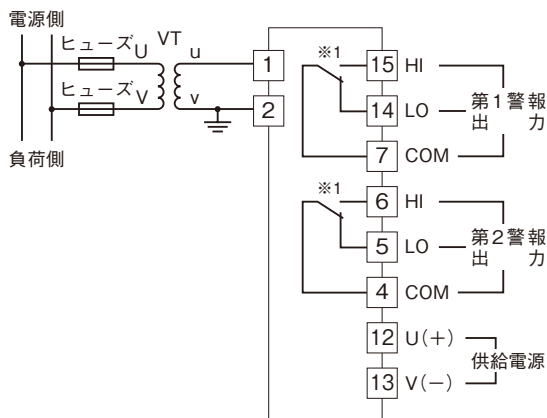 電源側
ヒューズ U VT u
ヒューズ V v
負荷側
1
2
※1
15 HI
14 LO
7 COM
第1警報出力
※1
6 HI
5 LO
4 COM
第2警報出力
12 U(+)
13 V(−)
供給電源